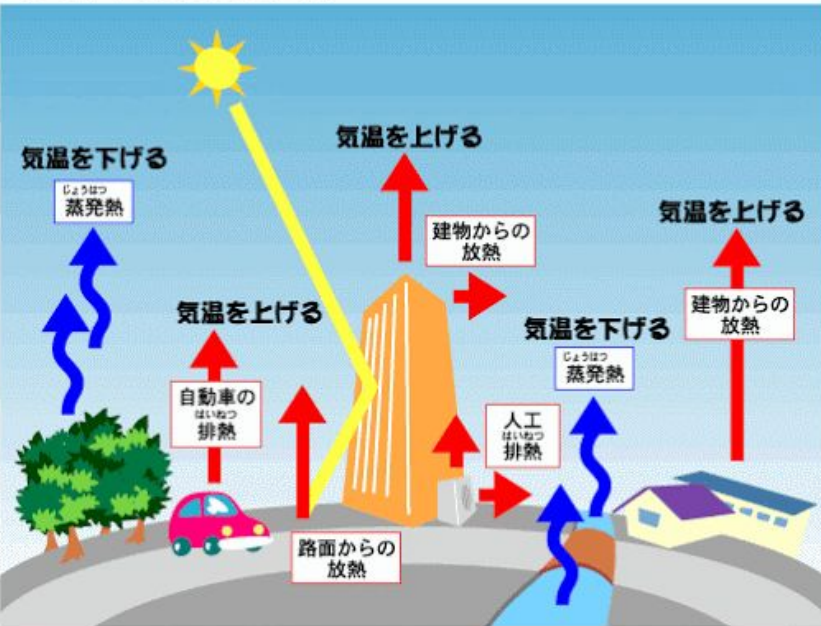 気温を上げる
気温を下げる
じょうはつ
蒸発熱
建物からの
放熱
気温を上げる
気温を上げる
建物からの
放熱
気温を下げる
じょうはつ
蒸発熱
自動車の
はいねつ
排熱
人工
はいねつ
排熱
路面からの
放熱